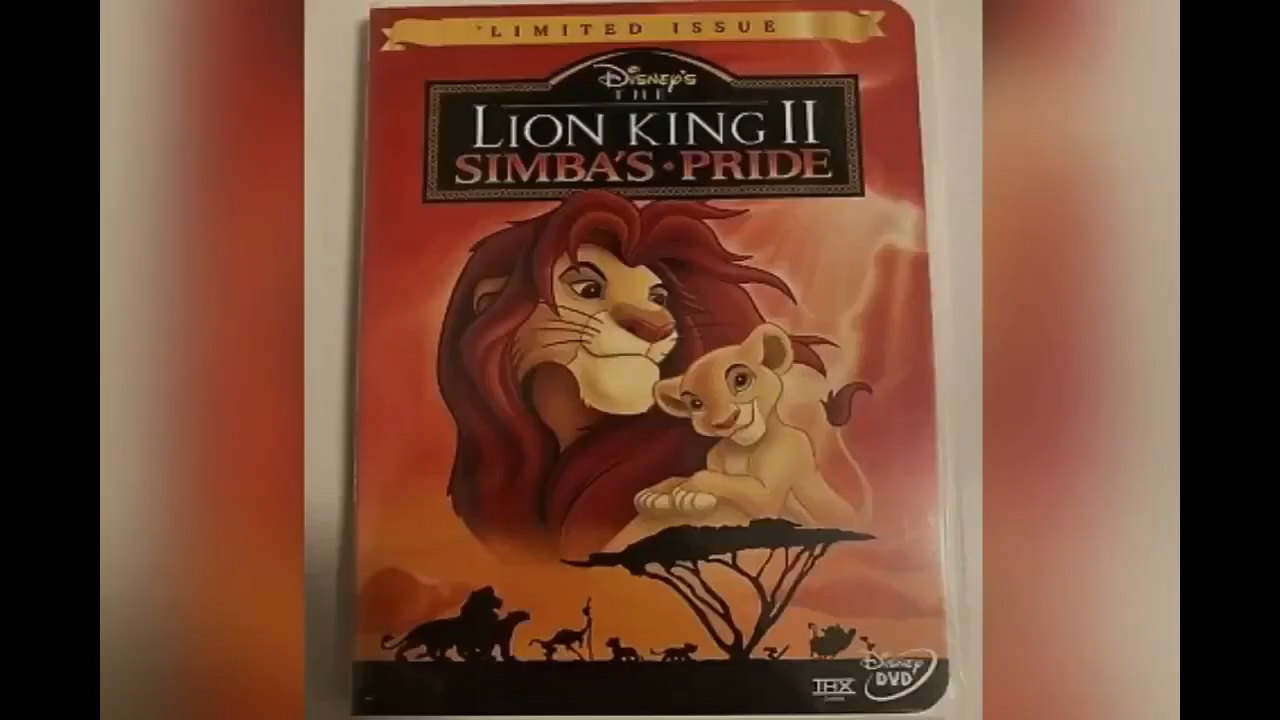 LIMITED ISSUE
Disney's
THE
LION KING II
SIMBA'S • PRIDE
THX
Disney
DVD